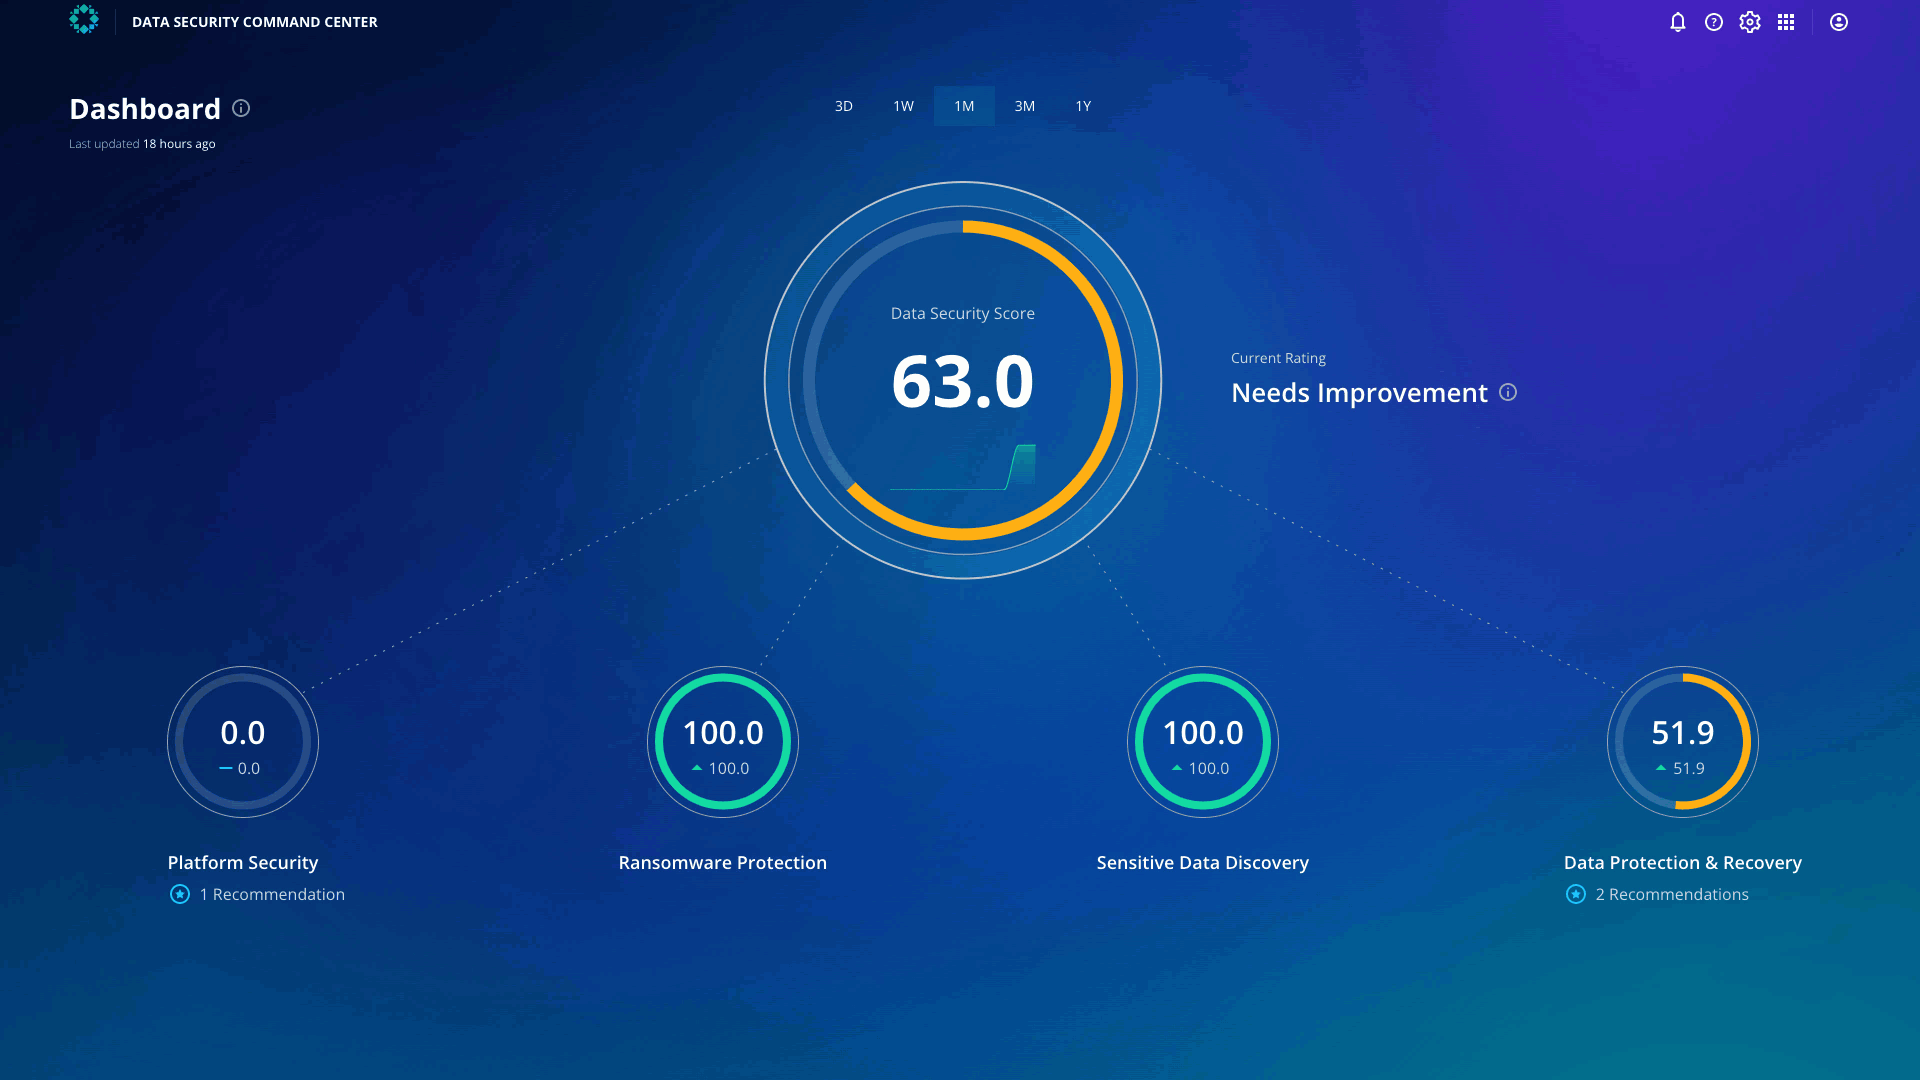 DATA SECURITY COMMAND CENTER
Dashboard
Last updated 18 hours ago
3D 1W 1M 3M 1Y
Data Security Score
63.0
Current Rating
Needs Improvement
0.0
0.0
Platform Security
1 Recommendation
100.0
100.0
Ransomware Protection
100.0
100.0
Sensitive Data Discovery
51.9
51.9
Data Protection & Recovery
2 Recommendations